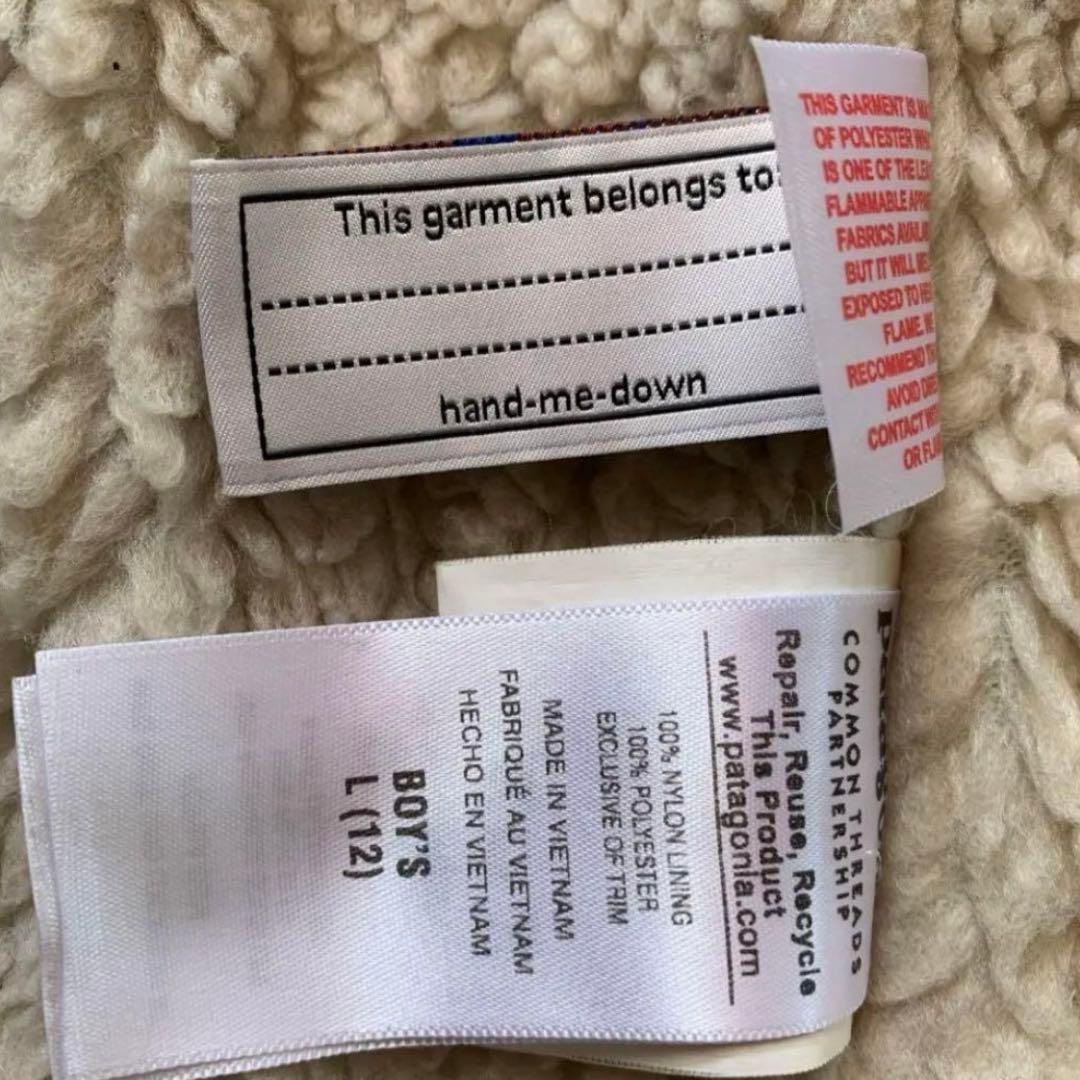 This garment belongs to:
hand-me-down
THIS GARMENT IS
OF POLYESTER
IS ONE OF THE
FLAMMABLE
FABRICS
BUT IT WILL
EXPOSED TO
FLAME.
RECOMMEND
AVOID
CONTACT
OR
COMMON THREADS
PARTNERSHIP
Repair, Reuse, Recycle
This Product
www.patagonia.com
100% NYLON LINING
100% POLYESTER
EXCLUSIVE OF TRIM
MADE IN VIETNAM
FABRIQUÉ AU VIETNAM
HECHO EN VIETNAM
BOY'S
L (12)